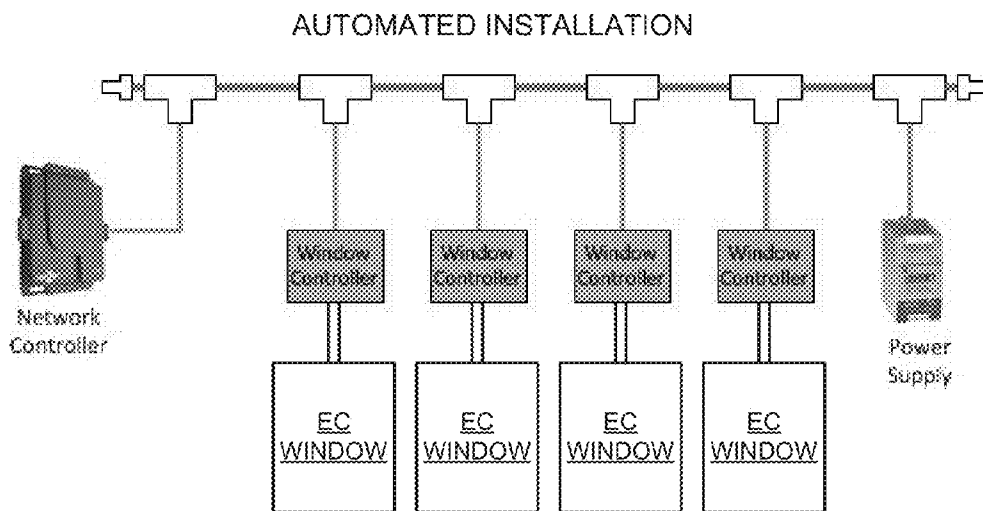 AUTOMATED INSTALLATION
Window
Controller
Window
Controller
Window
Controller
Window
Controller
Network
Controller
Power
Supply
EC
WINDOW
EC
WINDOW
EC
WINDOW
EC
WINDOW